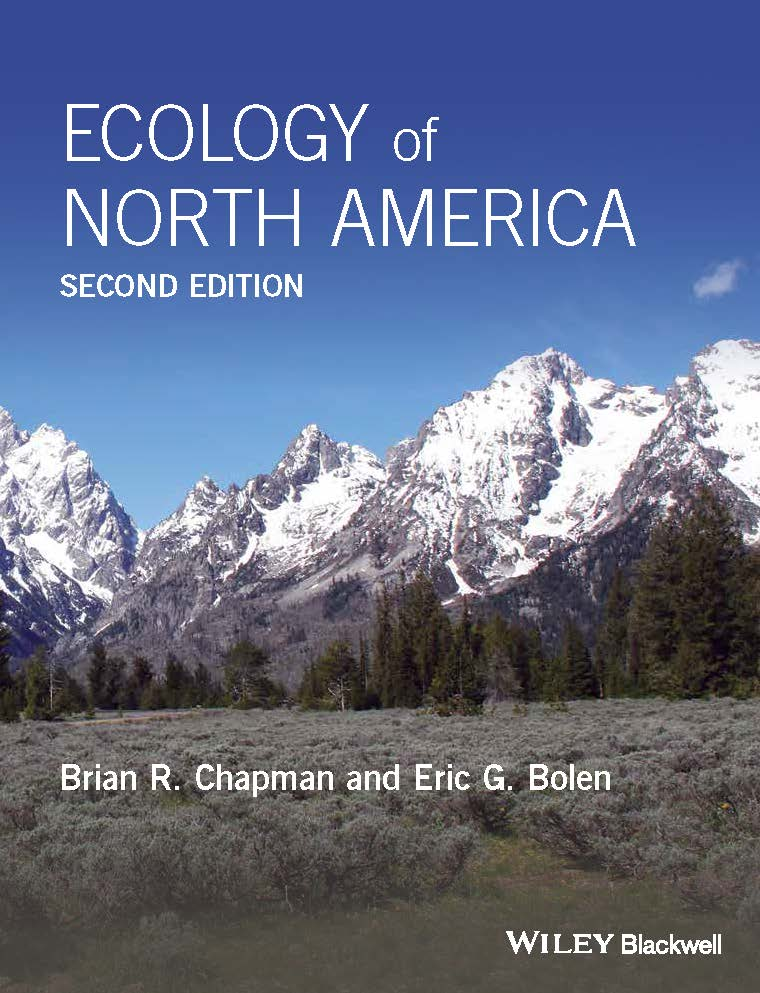 ECOLOGY of
NORTH AMERICA
SECOND EDITION
Brian R. Chapman and Eric G. Bolen
WILEY Blackwell